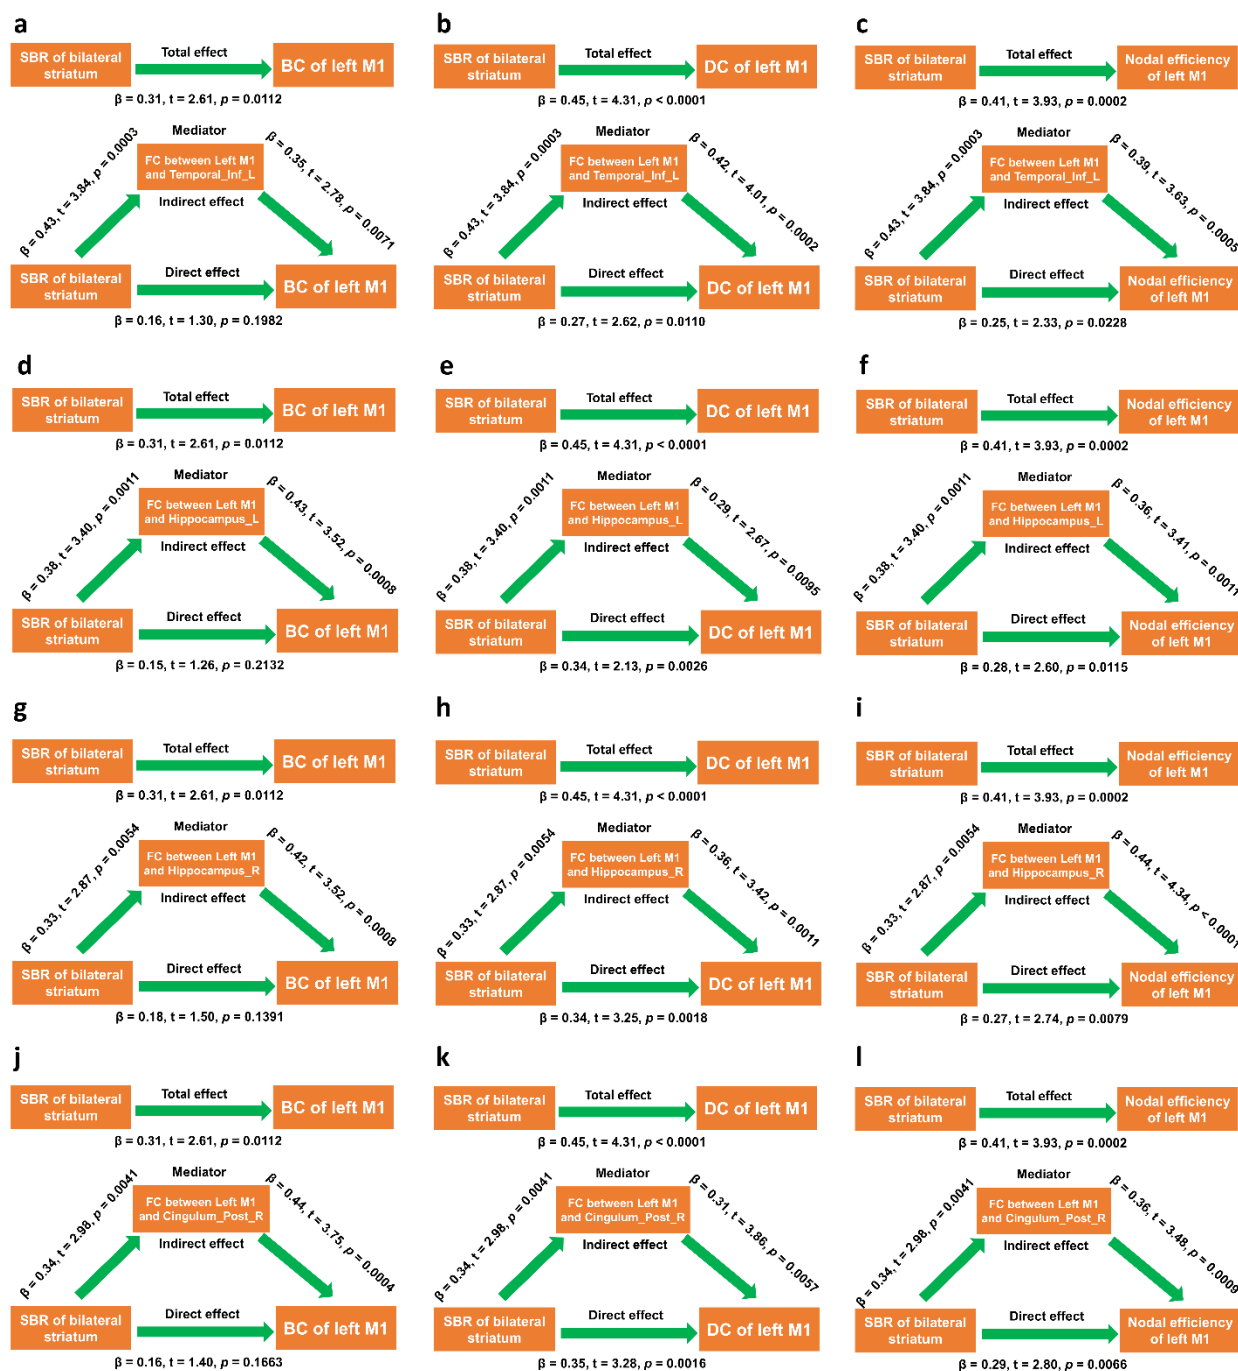 a
Total effect
SBR of bilateral
striatum
BC of left M1
β = 0.31, t = 2.61, p = 0.0112
Mediator
β = 0.43, t = 3.84, p = 0.0003
FC between Left M1
and Temporal_Inf_L
β = 0.35, t = 2.78, p = 0.0071
Indirect effect
SBR of bilateral
striatum
Direct effect
BC of left M1
β = 0.16, t = 1.30, p = 0.1982
b
Total effect
SBR of bilateral
striatum
DC of left M1
β = 0.45, t = 4.31, p < 0.0001
Mediator
β = 0.43, t = 3.84, p = 0.0003
FC between Left M1
and Temporal_Inf_L
β = 0.42, t = 4.01, p = 0.0002
Indirect effect
SBR of bilateral
striatum
Direct effect
DC of left M1
β = 0.27, t = 2.62, p = 0.0110
c
Total effect
SBR of bilateral
striatum
Nodal efficiency
of left M1
β = 0.41, t = 3.93, p = 0.0002
Mediator
β = 0.43, t = 3.84, p = 0.0003
FC between Left M1
and Temporal_Inf_L
β = 0.39, t = 3.63, p = 0.0005
Indirect effect
SBR of bilateral
striatum
Direct effect
Nodal efficiency
of left M1
β = 0.25, t = 2.33, p = 0.0228
d
Total effect
SBR of bilateral
striatum
BC of left M1
β = 0.31, t = 2.61, p = 0.0112
Mediator
β = 0.38, t = 3.40, p = 0.0011
FC between Left M1
and Hippocampus_L
β = 0.43, t = 3.52, p = 0.0008
Indirect effect
SBR of bilateral
striatum
Direct effect
BC of left M1
β = 0.15, t = 1.26, p = 0.2132
e
Total effect
SBR of bilateral
striatum
DC of left M1
β = 0.45, t = 4.31, p < 0.0001
Mediator
β = 0.38, t = 3.40, p = 0.0011
FC between Left M1
and Hippocampus_L
β = 0.29, t = 2.67, p = 0.0095
Indirect effect
SBR of bilateral
striatum
Direct effect
DC of left M1
β = 0.34, t = 2.13, p = 0.0026
f
Total effect
SBR of bilateral
striatum
Nodal efficiency
of left M1
β = 0.41, t = 3.93, p = 0.0002
Mediator
β = 0.38, t = 3.40, p = 0.0011
FC between Left M1
and Hippocampus_L
β = 0.36, t = 3.41, p = 0.0011
Indirect effect
SBR of bilateral
striatum
Direct effect
Nodal efficiency
of left M1
β = 0.28, t = 2.60, p = 0.0115
g
Total effect
SBR of bilateral
striatum
BC of left M1
β = 0.31, t = 2.61, p = 0.0112
Mediator
β = 0.33, t = 2.87, p = 0.0054
FC between Left M1
and Hippocampus_R
β = 0.42, t = 3.52, p = 0.0008
Indirect effect
SBR of bilateral
striatum
Direct effect
BC of left M1
β = 0.18, t = 1.50, p = 0.1391
h
Total effect
SBR of bilateral
striatum
DC of left M1
β = 0.45, t = 4.31, p < 0.0001
Mediator
β = 0.33, t = 2.87, p = 0.0054
FC between Left M1
and Hippocampus_R
β = 0.36, t = 3.42, p = 0.0011
Indirect effect
SBR of bilateral
striatum
Direct effect
DC of left M1
β = 0.34, t = 3.25, p = 0.0018
i
Total effect
SBR of bilateral
striatum
Nodal efficiency
of left M1
β = 0.41, t = 3.93, p = 0.0002
Mediator
β = 0.33, t = 2.87, p = 0.0054
FC between Left M1
and Hippocampus_R
β = 0.44, t = 4.34, p < 0.0001
Indirect effect
SBR of bilateral
striatum
Direct effect
Nodal efficiency
of left M1
β = 0.27, t = 2.74, p = 0.0079
j
Total effect
SBR of bilateral
striatum
BC of left M1
β = 0.31, t = 2.61, p = 0.0112
Mediator
β = 0.34, t = 2.98, p = 0.0041
FC between Left M1
and Cingulum_Post_R
β = 0.44, t = 3.75, p = 0.0004
Indirect effect
SBR of bilateral
striatum
Direct effect
BC of left M1
β = 0.16, t = 1.40, p = 0.1663
k
Total effect
SBR of bilateral
striatum
DC of left M1
β = 0.45, t = 4.31, p < 0.0001
Mediator
β = 0.34, t = 2.98, p = 0.0041
FC between Left M1
and Cingulum_Post_R
β = 0.31, t = 3.86, p = 0.0057
Indirect effect
SBR of bilateral
striatum
Direct effect
DC of left M1
β = 0.35, t = 3.28, p = 0.0016
l
Total effect
SBR of bilateral
striatum
Nodal efficiency
of left M1
β = 0.41, t = 3.93, p = 0.0002
Mediator
β = 0.34, t = 2.98, p = 0.0041
FC between Left M1
and Cingulum_Post_R
β = 0.36, t = 3.48, p = 0.0009
Indirect effect
SBR of bilateral
striatum
Direct effect
Nodal efficiency
of left M1
β = 0.29, t = 2.80, p = 0.0066